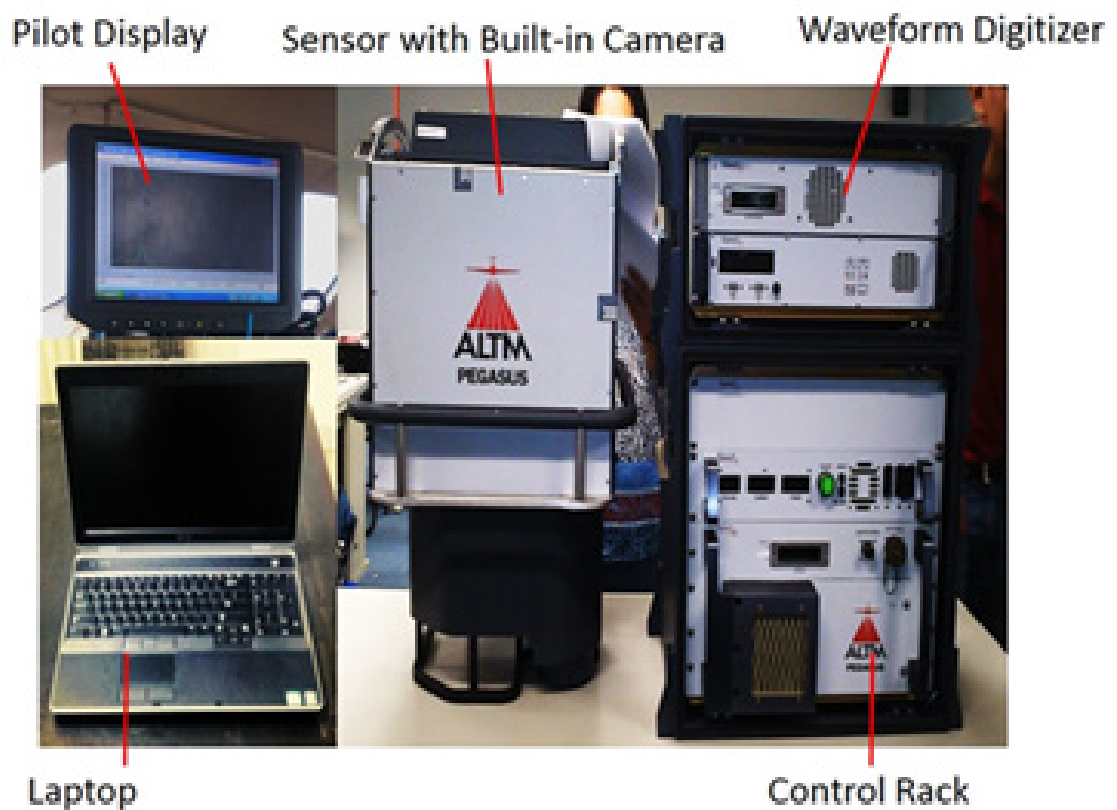 Pilot Display
Sensor with Built-in Camera
Waveform Digitizer
ALTM
PEGASUS
ALTM
PEGASUS
Laptop
Control Rack